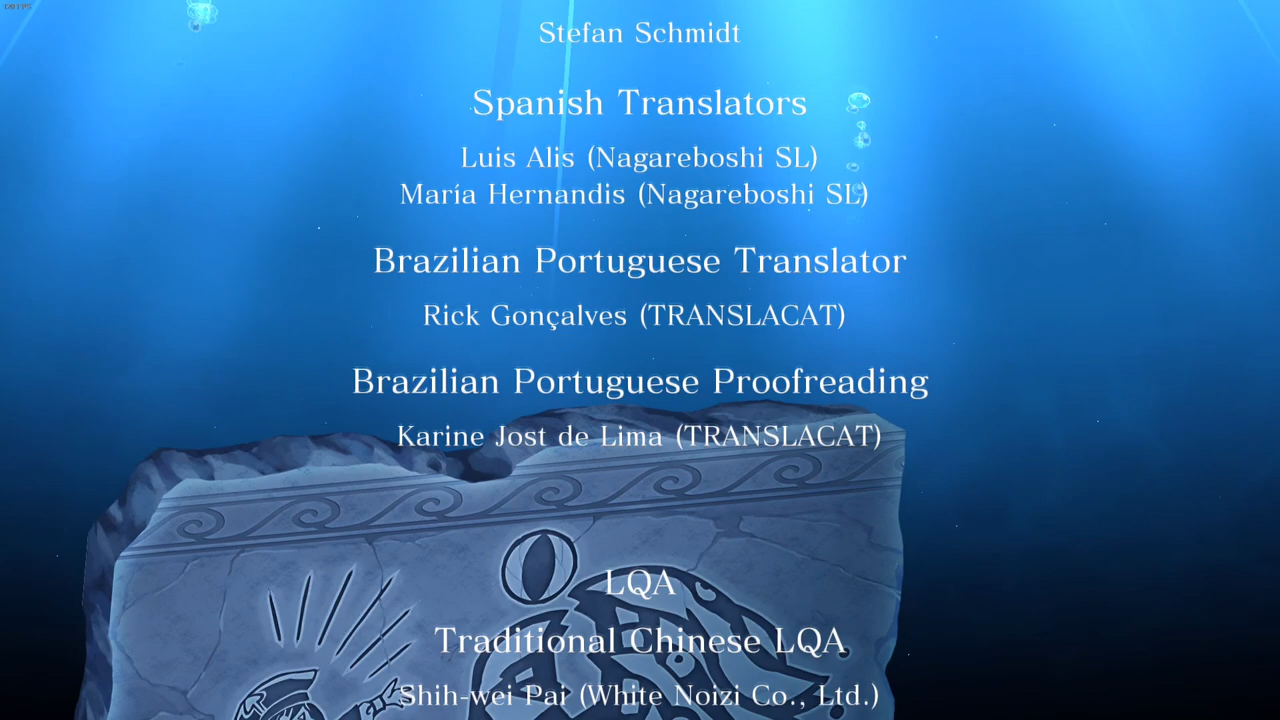 Stefan Schmidt
Spanish Translators
Luis Alis (Nagareboshi SL)
María Hernandis (Nagareboshi SL)
Brazilian Portuguese Translator
Rick Gonçalves (TRANSLACAT)
Brazilian Portuguese Proofreading
Karine Jost de Lima (TRANSLACAT)
LQA
Traditional Chinese LQA
Shih-wei Pai (White Noizi Co., Ltd.)